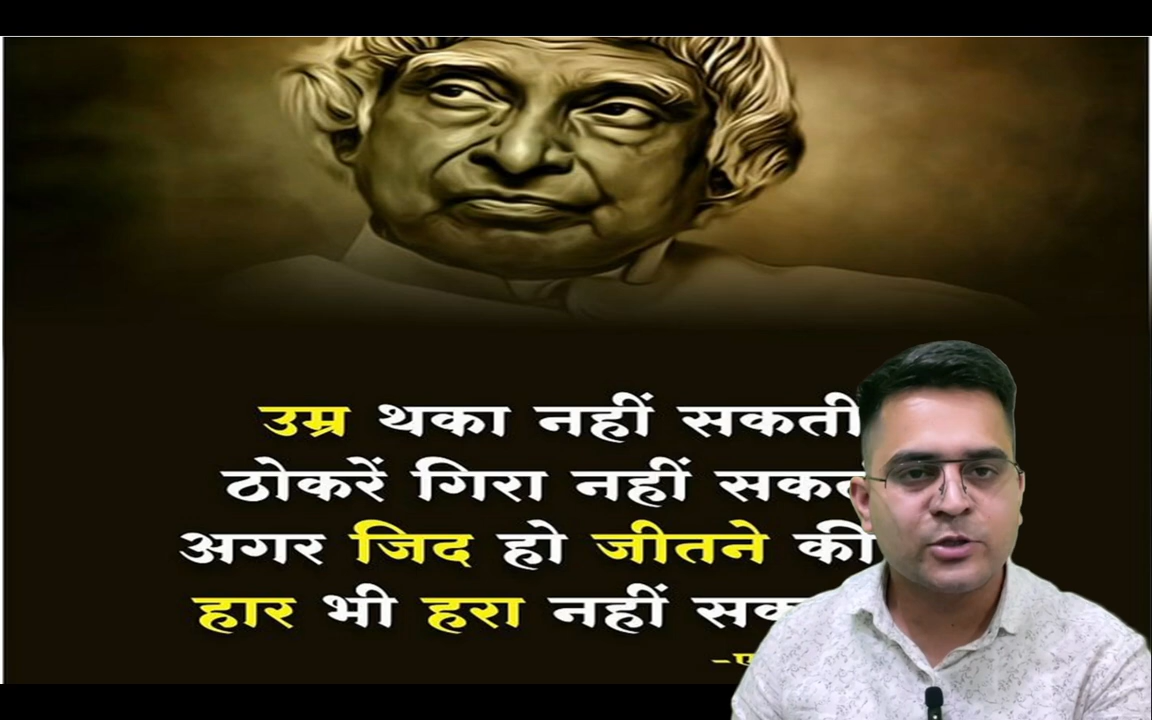 उम्र थका नहीं सकती
ठोकरें गिरा नहीं
अगर जिद हो जीतने की
हार भी हरा नहीं